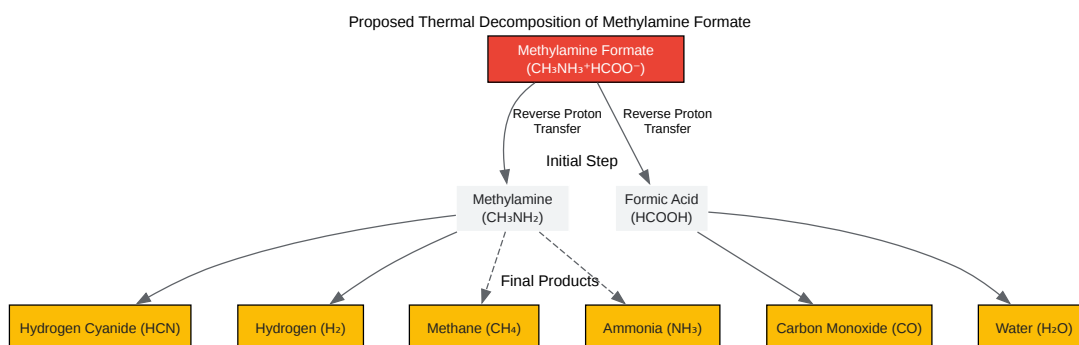 Proposed Thermal Decomposition of Methylamine Formate
Methylamine Formate
(CH₃NH₃⁺HCOO⁻)
Reverse Proton
Transfer
Reverse Proton
Transfer
Initial Step
Methylamine
(CH₃NH₂)
Formic Acid
(HCOOH)
Final Products
Hydrogen Cyanide (HCN)
Hydrogen (H₂)
Methane (CH₄)
Ammonia (NH₃)
Carbon Monoxide (CO)
Water (H₂O)